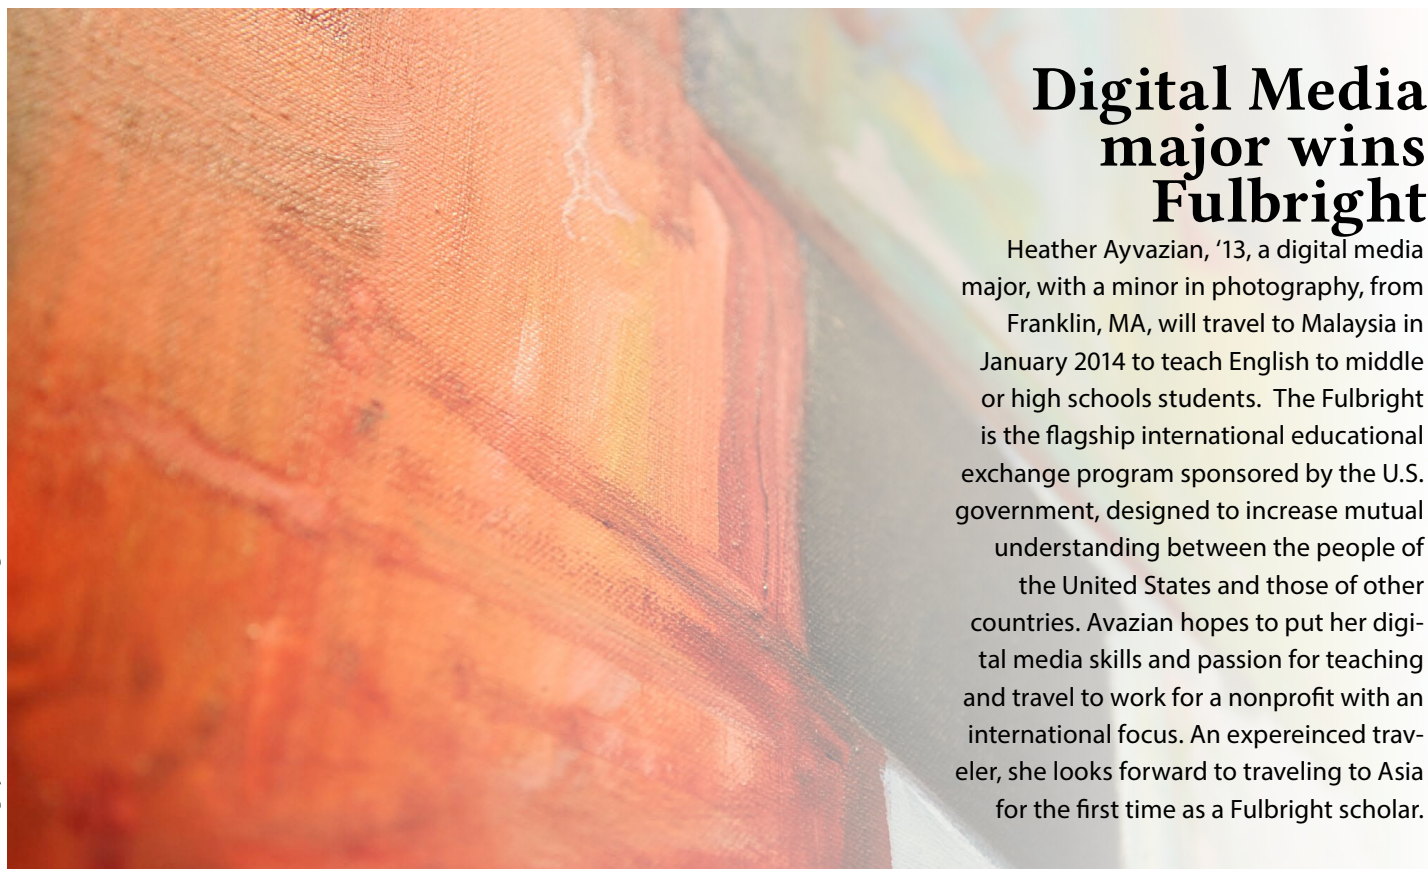 Digital Media
major wins
Fulbright
Heather Ayvazian, ‘13, a digital media
major, with a minor in photography, from
Franklin, MA, will travel to Malaysia in
January 2014 to teach English to middle
or high schools students.  The Fulbright
is the flagship international educational
exchange program sponsored by the U.S.
government, designed to increase mutual
understanding between the people of
the United States and those of other
countries. Avazian hopes to put her digi-
tal media skills and passion for teaching
and travel to work for a nonprofit with an
international focus. An expereinced trav-
eler, she looks forward to traveling to Asia
for the first time as a Fulbright scholar.